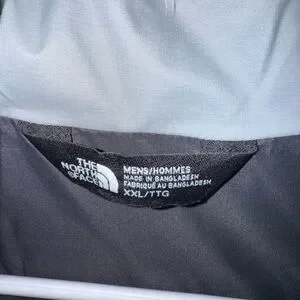 THE
NORTH
FACE
MENS/HOMMES
MADE IN BANGLADESH
FABRIQUÉ AU BANGLADESH
XXL/TTG